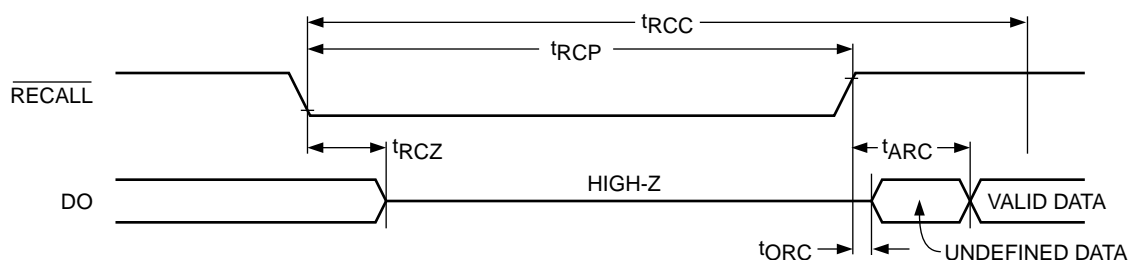 tRCC
tRCP
RECALL
tRCZ
tARC
DO
HIGH-Z
VALID DATA
tORC
UNDEFINED DATA